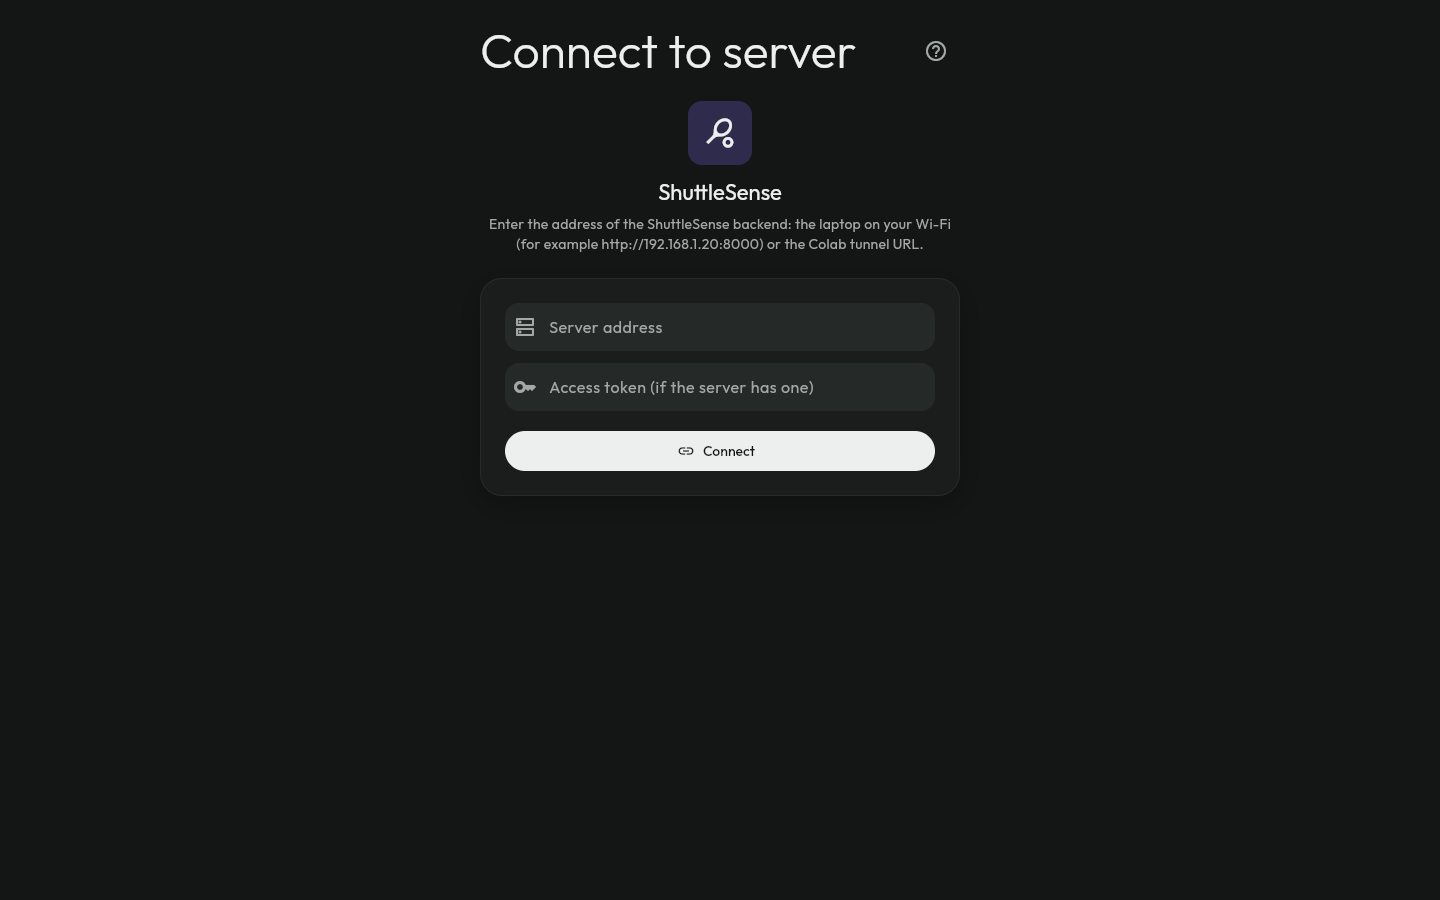 Connect to server
ShuttleSense
Enter the address of the ShuttleSense backend: the laptop on your Wi-Fi
(for example http://192.168.1.20:8000) or the Colab tunnel URL.
Server address
Access token (if the server has one)
Connect